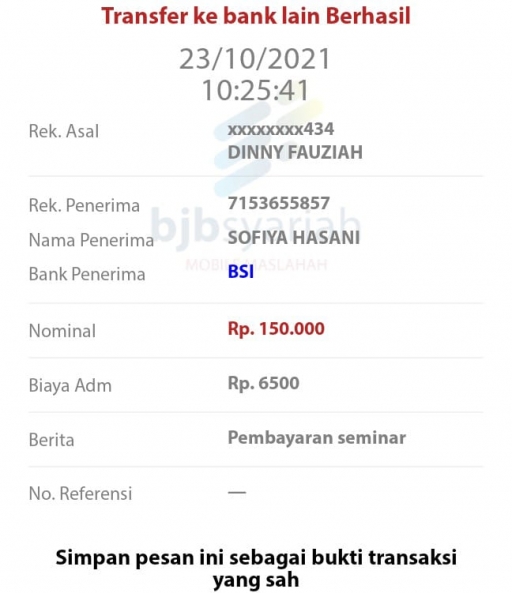 Transfer ke bank lain Berhasil
23/10/2021
10:25:41
Rek. Asal xxxxxxxx434
DINNY FAUZIAH
Rek. Penerima 7153655857
bjbsyariah
Nama Penerima SOFIYA HASANI
MOBILE MASLAHAH
Bank Penerima BSI
Nominal Rp. 150.000
Biaya Adm Rp. 6500
Berita Pembayaran seminar
No. Referensi —
Simpan pesan ini sebagai bukti transaksi
yang sah